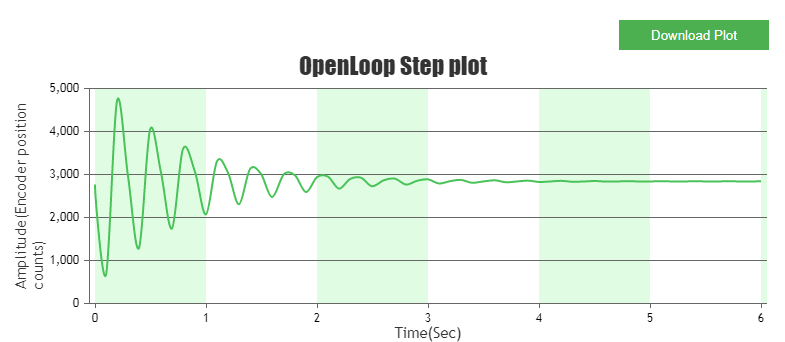 Download Plot
OpenLoop Step plot
Amplitude(Encoder position
counts)
5,000
4,000
3,000
2,000
1,000
0
0 1 2 3 4 5 6
Time(Sec)